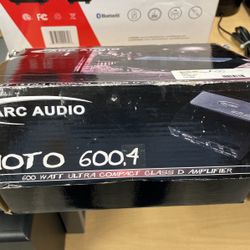 Bluetooth
ARC AUDIO
MOTO 600.4
600 WATT ULTRA COMPACT CLASS D AMPLIFIER